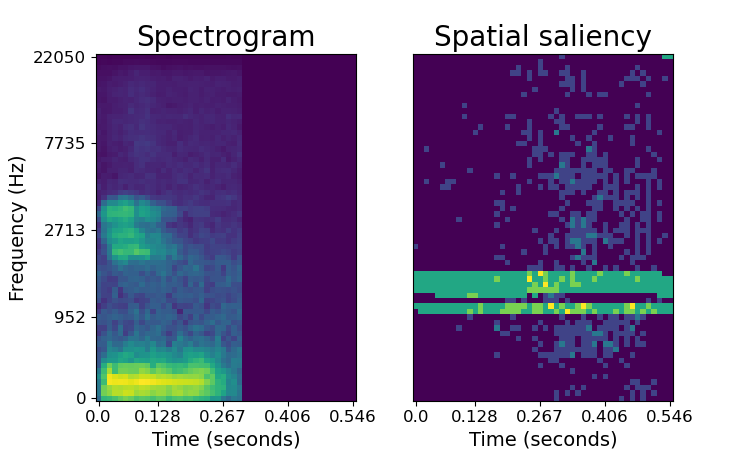 Spectrogram
Spatial saliency
22050
7735
2713
952
0
Frequency (Hz)
0.0 0.128 0.267 0.406 0.546
0.0 0.128 0.267 0.406 0.546
Time (seconds)
Time (seconds)